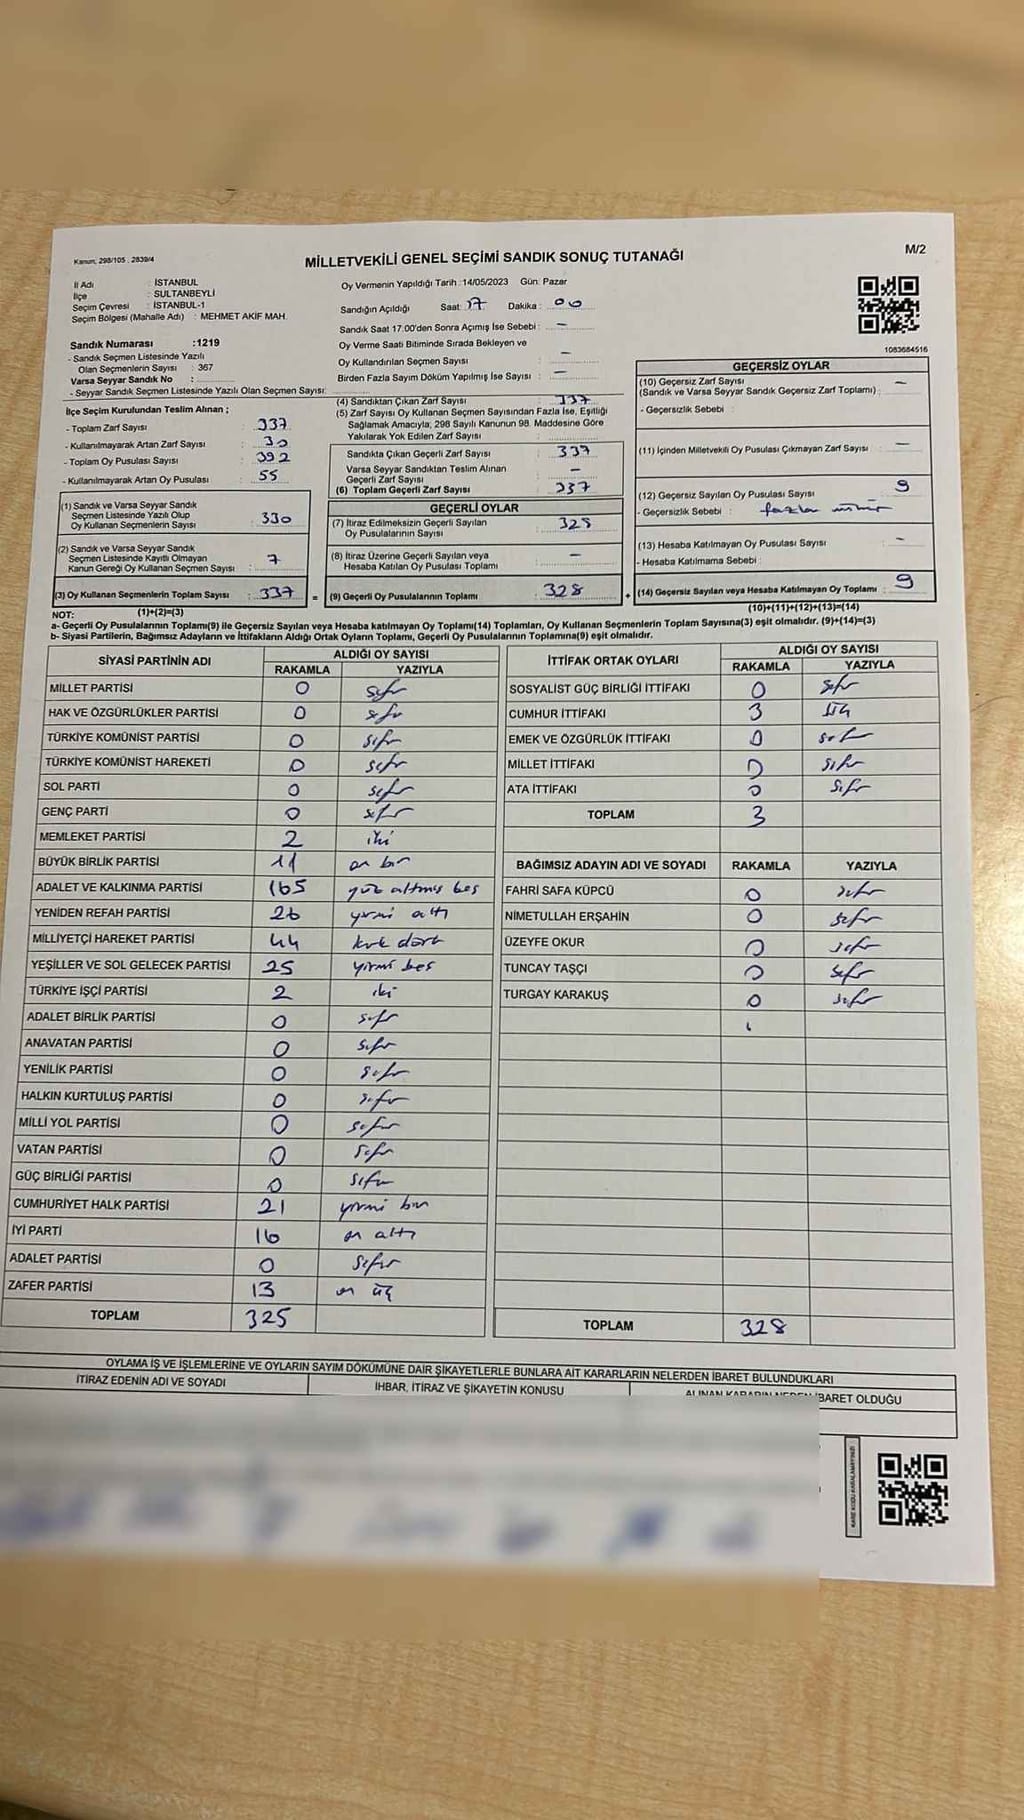 Kanun: 298/105 , 2839/4
MİLLETVEKİLİ GENEL SEÇİMİ SANDIK SONUÇ TUTANAĞI
M/2
İl Adı : İSTANBUL
İlçe : SULTANBEYLİ
Seçim Çevresi : İSTANBUL-1
Seçim Bölgesi (Mahalle Adı) : MEHMET AKİF MAH.
Sandık Numarası :1219
- Sandık Seçmen Listesinde Yazılı
Olan Seçmenlerin Sayısı : 367
Varsa Seyyar Sandık No :
- Seyyar Sandık Seçmen Listesinde Yazılı Olan Seçmen Sayısı:
Oy Vermenin Yapıldığı Tarih :14/05/2023 Gün: Pazar
Sandığın Açıldığı Saat: 17 Dakika : 00
Sandık Saat 17:00'den Sonra Açımış İse Sebebi : –
Oy Verme Saati Bitiminde Sırada Bekleyen ve
Oy Kullandırılan Seçmen Sayısı : –
Birden Fazla Sayım Döküm Yapılmış İse Sayısı : –
1083684516
İlçe Seçim Kurulundan Teslim Alınan ;
- Toplam Zarf Sayısı : 337
- Kullanılmayarak Artan Zarf Sayısı : 30
- Toplam Oy Pusulası Sayısı : 392
- Kullanılmayarak Artan Oy Pusulası : 55
(1) Sandık ve Varsa Seyyar Sandık
Seçmen Listesinde Yazılı Olup
Oy Kullanan Seçmenlerin Sayısı : 330
(2) Sandık ve Varsa Seyyar Sandık
Seçmen Listesinde Kayıtlı Olmayan
Kanun Gereği Oy Kullanan Seçmen Sayısı : 7
(3) Oy Kullanan Seçmenlerin Toplam Sayısı : 337
(1)+(2)=(3)
(4) Sandıktan Çıkan Zarf Sayısı : 337
(5) Zarf Sayısı Oy Kullanan Seçmen Sayısından Fazla İse, Eşitliği
Sağlamak Amacıyla; 298 Sayılı Kanunun 98. Maddesine Göre
Yakılarak Yok Edilen Zarf Sayısı :
Sandıkta Çıkan Geçerli Zarf Sayısı : 337
Varsa Seyyar Sandıktan Teslim Alınan
Geçerli Zarf Sayısı : –
(6) Toplam Geçerli Zarf Sayısı : 337
GEÇERLİ OYLAR
(7) İtiraz Edilmeksizin Geçerli Sayılan
Oy Pusulalarının Sayısı : 328
(8) İtiraz Üzerine Geçerli Sayılan veya
Hesaba Katılan Oy Pusulası Toplamı : –
= (9) Geçerli Oy Pusulalarının Toplamı : 328
GEÇERSİZ OYLAR
(10) Geçersiz Zarf Sayısı
(Sandık ve Varsa Seyyar Sandık Geçersiz Zarf Toplamı) : –
- Geçersizlik Sebebi :
(11) İçinden Milletvekili Oy Pusulası Çıkmayan Zarf Sayısı : –
(12) Geçersiz Sayılan Oy Pusulası Sayısı : 9
- Geçersizlik Sebebi : fazla mühür
(13) Hesaba Katılmayan Oy Pusulası Sayısı : –
- Hesaba Katılmama Sebebi :
+ (14) Geçersiz Sayılan veya Hesaba Katılmayan Oy Toplamı : 9
(10)+(11)+(12)+(13)=(14)
NOT:
a- Geçerli Oy Pusulalarının Toplamı(9) ile Geçersiz Sayılan veya Hesaba katılmayan Oy Toplamı(14) Toplamları, Oy Kullanan Seçmenlerin Toplam Sayısına(3) eşit olmalıdır. (9)+(14)=(3)
b- Siyasi Partilerin, Bağımsız Adayların ve İttifakların Aldığı Ortak Oyların Toplamı, Geçerli Oy Pusulalarının Toplamına(9) eşit olmalıdır.
SİYASİ PARTİNİN ADI ALDIĞI OY SAYISI
RAKAMLA YAZIYLA
MİLLET PARTİSİ 0 sıfır
HAK VE ÖZGÜRLÜKLER PARTİSİ 0 sıfır
TÜRKİYE KOMÜNİST PARTİSİ 0 sıfır
TÜRKİYE KOMÜNİST HAREKETİ 0 sıfır
SOL PARTİ 0 sıfır
GENÇ PARTİ 0 sıfır
MEMLEKET PARTİSİ 2 iki
BÜYÜK BİRLİK PARTİSİ 11 on bir
ADALET VE KALKINMA PARTİSİ 165 yüz altmış beş
YENİDEN REFAH PARTİSİ 26 yirmi altı
MİLLİYETÇİ HAREKET PARTİSİ 44 kırk dört
YEŞİLLER VE SOL GELECEK PARTİSİ 25 yirmi beş
TÜRKİYE İŞÇİ PARTİSİ 2 iki
ADALET BİRLİK PARTİSİ 0 sıfır
ANAVATAN PARTİSİ 0 sıfır
YENİLİK PARTİSİ 0 sıfır
HALKIN KURTULUŞ PARTİSİ 0 sıfır
MİLLİ YOL PARTİSİ 0 sıfır
VATAN PARTİSİ 0 sıfır
GÜÇ BİRLİĞİ PARTİSİ 0 sıfır
CUMHURİYET HALK PARTİSİ 21 yirmi bir
İYİ PARTİ 16 on altı
ADALET PARTİSİ 0 sıfır
ZAFER PARTİSİ 13 on üç
TOPLAM 325
İTTİFAK ORTAK OYLARI ALDIĞI OY SAYISI
RAKAMLA YAZIYLA
SOSYALİST GÜÇ BİRLİĞİ İTTİFAKI 0 sıfır
CUMHUR İTTİFAKI 3 üç
EMEK VE ÖZGÜRLÜK İTTİFAKI 0 sıfır
MİLLET İTTİFAKI 0 sıfır
ATA İTTİFAKI 0 sıfır
TOPLAM 3
BAĞIMSIZ ADAYIN ADI VE SOYADI RAKAMLA YAZIYLA
FAHRİ SAFA KÜPCÜ 0 sıfır
NİMETULLAH ERŞAHİN 0 sıfır
ÜZEYFE OKUR 0 sıfır
TUNCAY TAŞÇI 0 sıfır
TURGAY KARAKUŞ 0 sıfır
TOPLAM 328
OYLAMA İŞ VE İŞLEMLERİNE VE OYLARIN SAYIM DÖKÜMÜNE DAİR ŞİKAYETLERLE BUNLARA AİT KARARLARIN NELERDEN İBARET BULUNDUKLARI
İTİRAZ EDENİN ADI VE SOYADI İHBAR, İTİRAZ VE ŞİKAYETİN KONUSU ALINAN KARARIN NEDEN İBARET OLDUĞU
KARE KODU KARALAMAYINIZ!